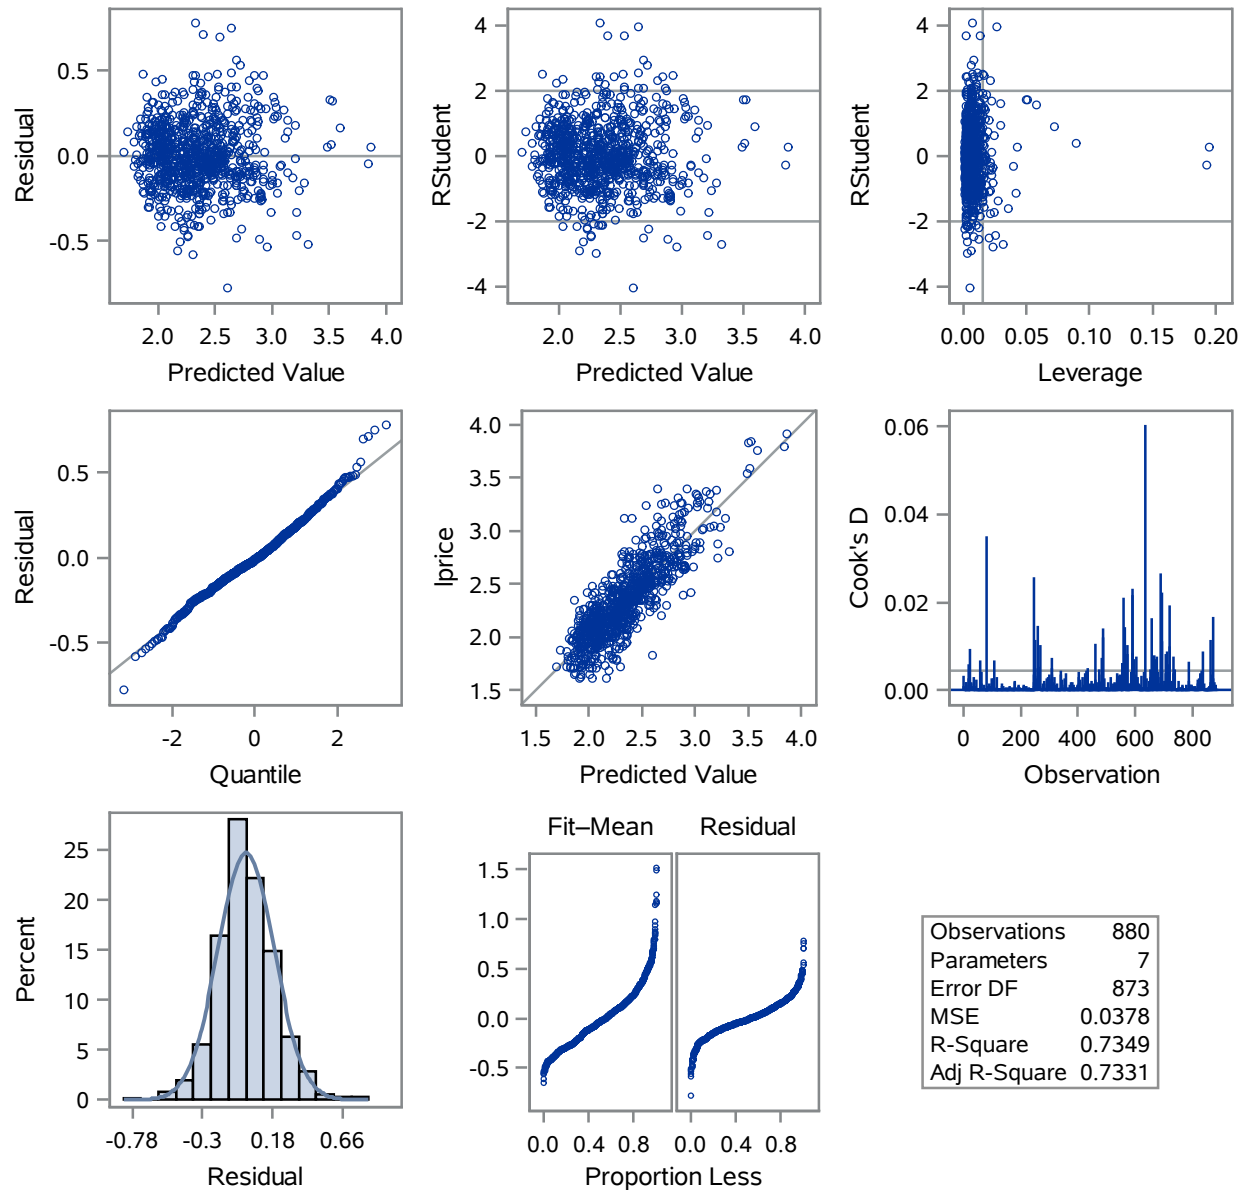 0.5
0.0
-0.5
Residual
2.0 2.5 3.0 3.5 4.0
Predicted Value
4
2
0
-2
-4
RStudent
2.0 2.5 3.0 3.5 4.0
Predicted Value
4
2
0
-2
-4
RStudent
0.00 0.05 0.10 0.15 0.20
Leverage
0.5
0.0
-0.5
Residual
-2 0 2
Quantile
4.0
3.5
3.0
2.5
2.0
1.5
lprice
1.5 2.0 2.5 3.0 3.5 4.0
Predicted Value
0.06
0.04
0.02
0.00
Cook's D
0 200 400 600 800
Observation
25
20
15
10
5
0
Percent
-0.78 -0.3 0.18 0.66
Residual
Fit–Mean Residual
1.5
1.0
0.5
0.0
-0.5
0.0 0.4 0.8 0.0 0.4 0.8
Proportion Less
Observations 880
Parameters 7
Error DF 873
MSE 0.0378
R-Square 0.7349
Adj R-Square 0.7331